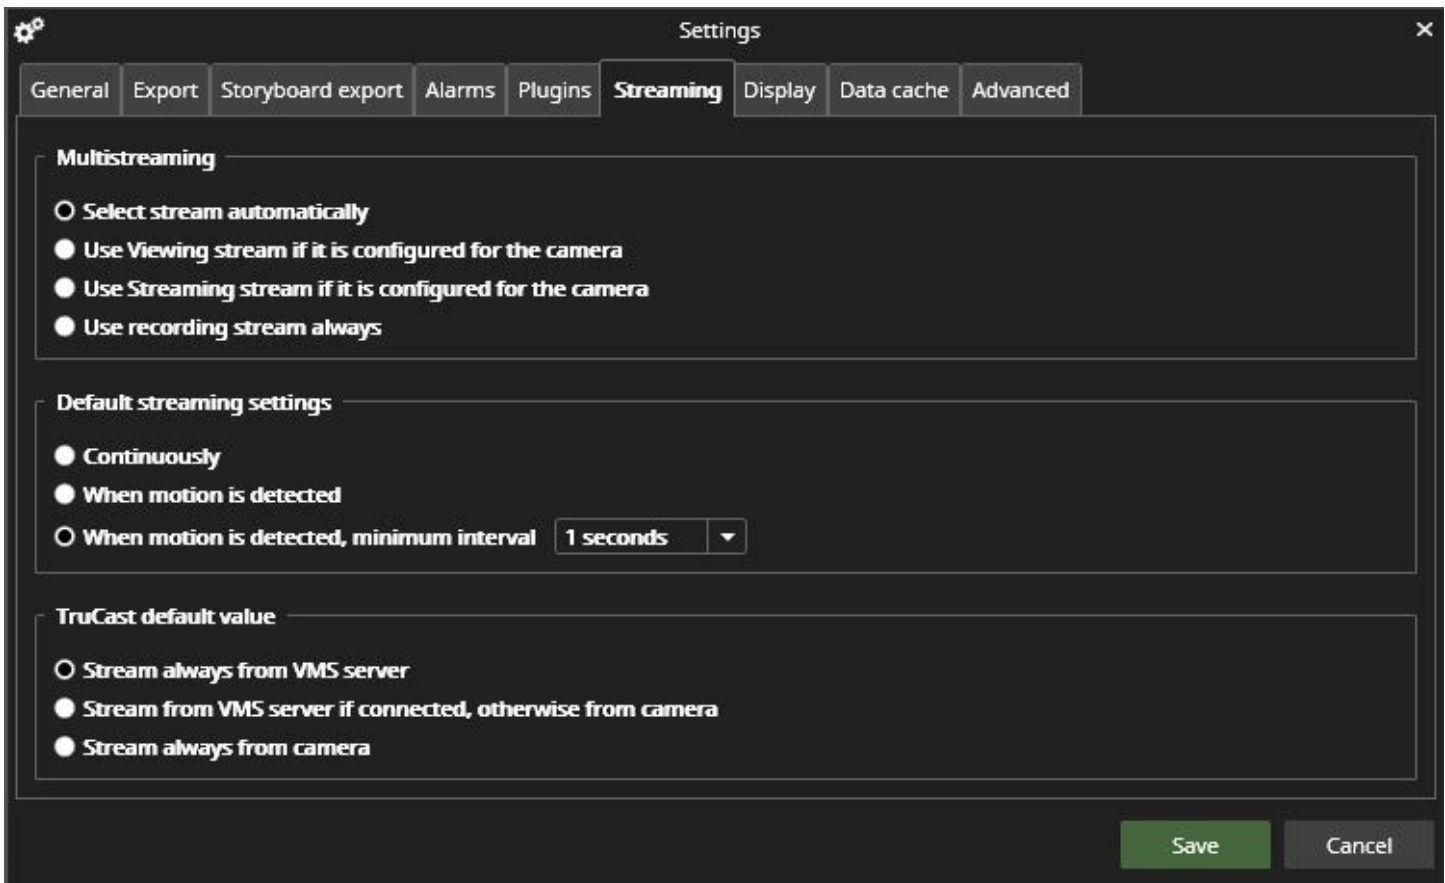 Settings
General Export Storyboard export Alarms Plugins Streaming Display Data cache Advanced
Multistreaming
Select stream automatically
Use Viewing stream if it is configured for the camera
Use Streaming stream if it is configured for the camera
Use recording stream always
Default streaming settings
Continuously
When motion is detected
When motion is detected, minimum interval 1 seconds
TruCast default value
Stream always from VMS server
Stream from VMS server if connected, otherwise from camera
Stream always from camera
Save Cancel